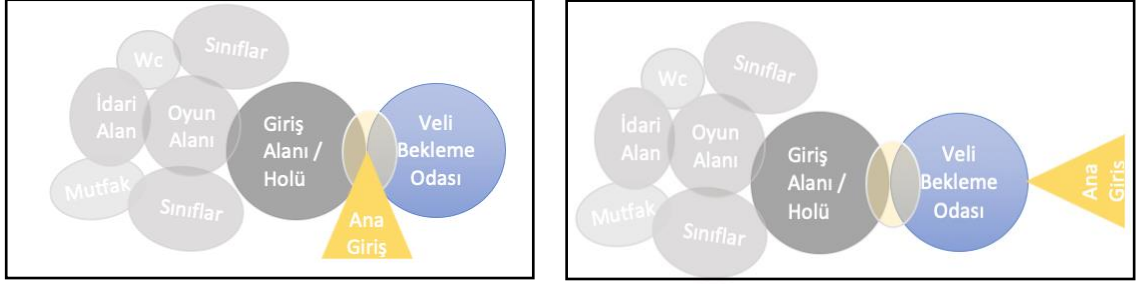 Wc
Sınıflar
İdari
Alan
Oyun
Alanı
Giriş
Alanı /
Holü
Veli
Bekleme
Odası
Mutfak
Sınıflar
Ana
Giriş
Wc
Sınıflar
İdari
Alan
Oyun
Alanı
Giriş
Alanı /
Holü
Veli
Bekleme
Odası
Ana
Giriş
Mutfak
Sınıflar